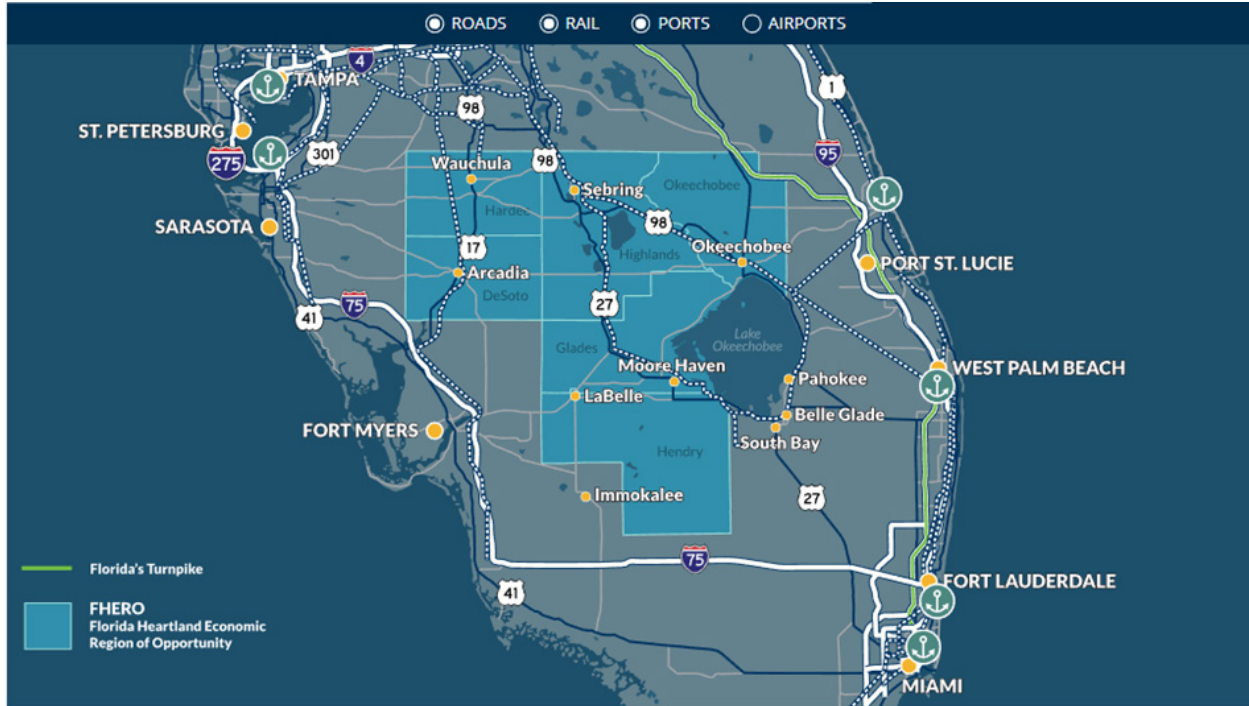 ROADS RAIL PORTS AIRPORTS
4
TAMPA
1
98
ST. PETERSBURG
301
95
275
Wauchula
98
Sebring
Okeechobee
Hardee
SARASOTA
98
17
Highlands
Okeechobee
PORT ST. LUCIE
Arcadia
DeSoto
75
27
41
Lake
Okeechobee
Glades
Moore Haven
WEST PALM BEACH
Pahokee
LaBelle
Belle Glade
FORT MYERS
South Bay
Hendry
Immokalee
27
75
Florida's Turnpike
FORT LAUDERDALE
41
FHERO
Florida Heartland Economic
Region of Opportunity
MIAMI